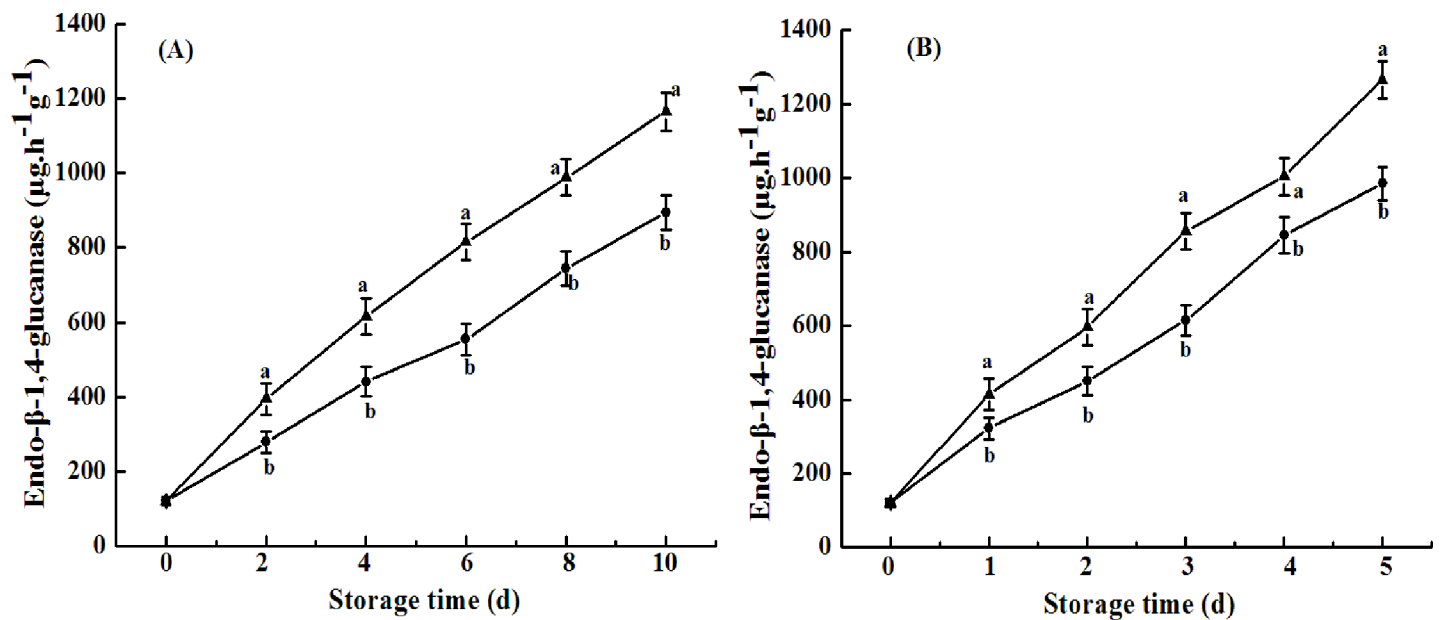 (A)
Endo-β-1,4-glucanase (μg.h⁻¹g⁻¹)
1400
1200
1000
800
600
400
200
0
a
a
a
a
a
b
b
b
b
b
0 2 4 6 8 10
Storage time (d)
(B)
Endo-β-1,4-glucanase (μg.h⁻¹g⁻¹)
1400
1200
1000
800
600
400
200
0
a
a
a
a
a
b
b
b
b
b
0 1 2 3 4 5
Storage time (d)